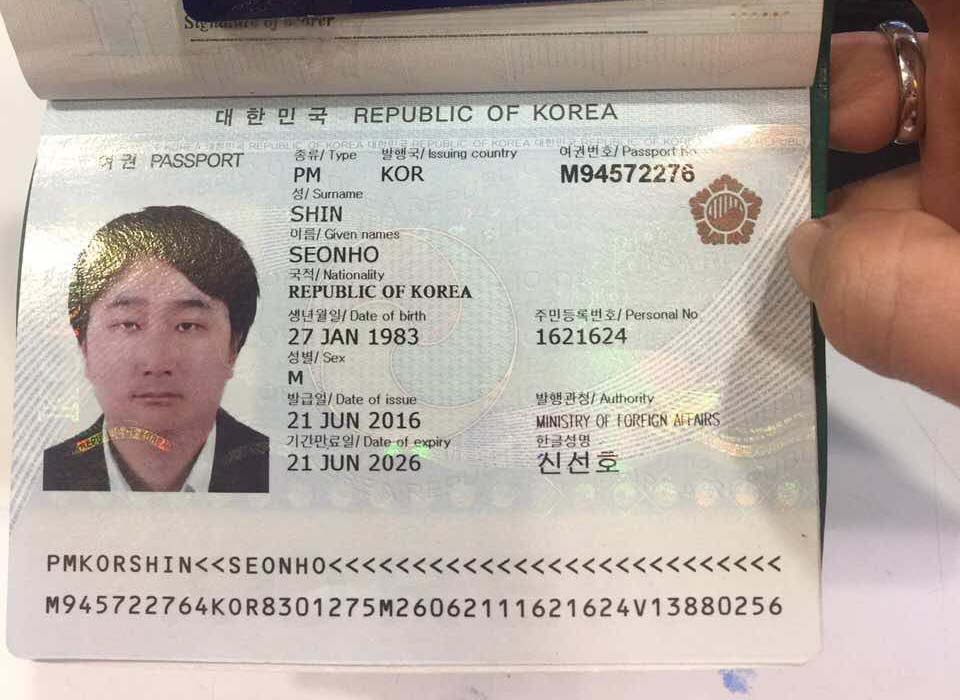 Signature of bearer
대한민국 REPUBLIC OF KOREA
여권 PASSPORT
종류/ Type 발행국/ Issuing country 여권번호/ Passport No
PM KOR M94572276
성/ Surname
SHIN
이름/ Given names
SEONHO
국적/ Nationality
REPUBLIC OF KOREA
생년월일/ Date of birth 주민등록번호/ Personal No
27 JAN 1983 1621624
성별/ Sex
M
발급일/ Date of issue 발행관청/ Authority
21 JUN 2016 MINISTRY OF FOREIGN AFFAIRS
기간만료일/ Date of expiry 한글성명
21 JUN 2026 신선호
PMKORSHIN<<SEONHO<<<<<<<<<<<<<<<<<<<<<<<<<<<
M945722764KOR8301275M26062111621624V13880256